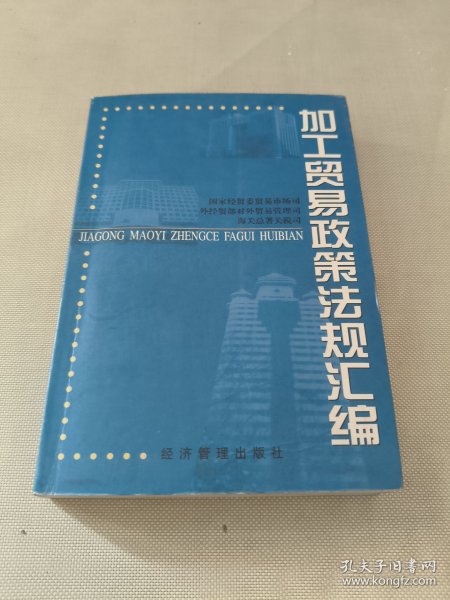 加工贸易政策法规汇编
国家经贸委贸易市场司
外经贸部对外贸易管理司
海关总署关税司
JIAGONG MAOYI ZHENGCE FAGUI HUIBIAN
经济管理出版社
孔夫子旧书网
www.kongfz.com